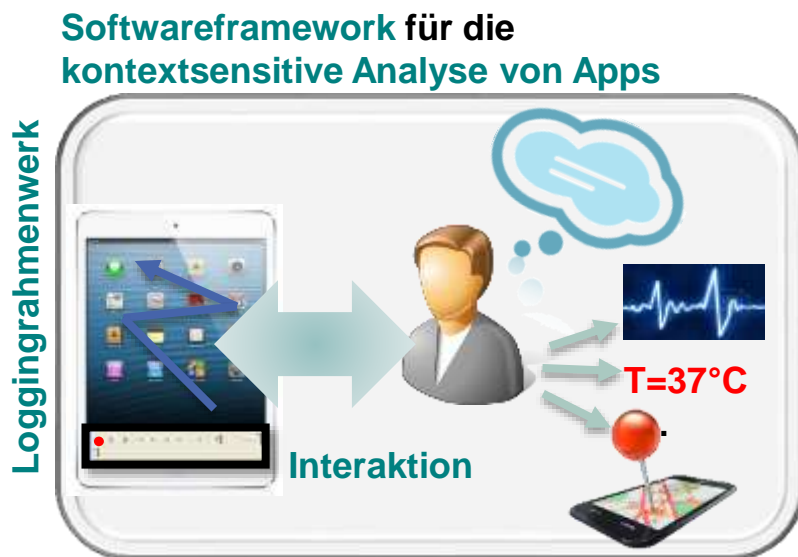 Softwareframework für die
kontextsensitive Analyse von Apps
Loggingrahmenwerk
T=37°C
.
Interaktion